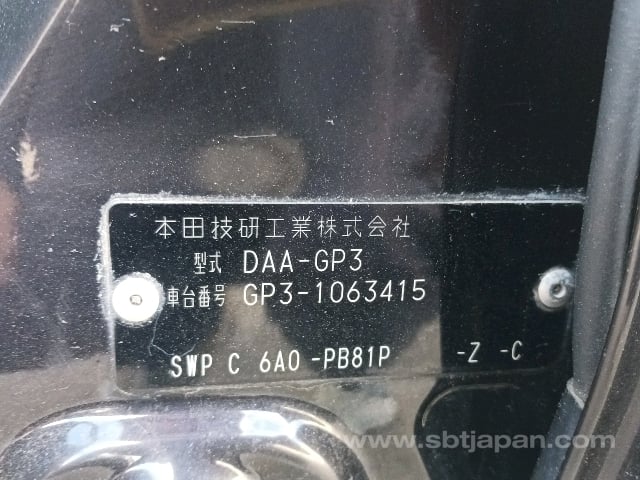 本田技研工業株式会社
型式 DAA-GP3
車台番号 GP3-1063415
SWP C 6A0 -PB81P -Z -C
www.sbtjapan.com